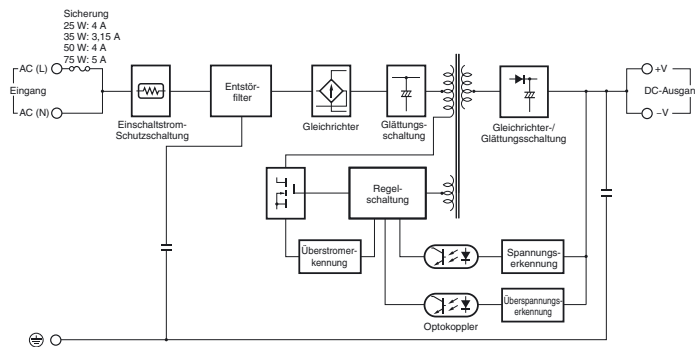 Sicherung
25 W: 4 A
35 W: 3,15 A
50 W: 4 A
75 W: 5 A
AC (L)
Eingang
AC (N)
Einschaltstrom-
Schutzschaltung
Entstör-
filter
Gleichrichter
Glättungs-
schaltung
Gleichrichter-/
Glättungsschaltung
+V
DC-Ausgan
−V
Regel-
schaltung
Überstromer-
kennung
Spannungs-
erkennung
Überspannungs-
erkennung
Optokoppler